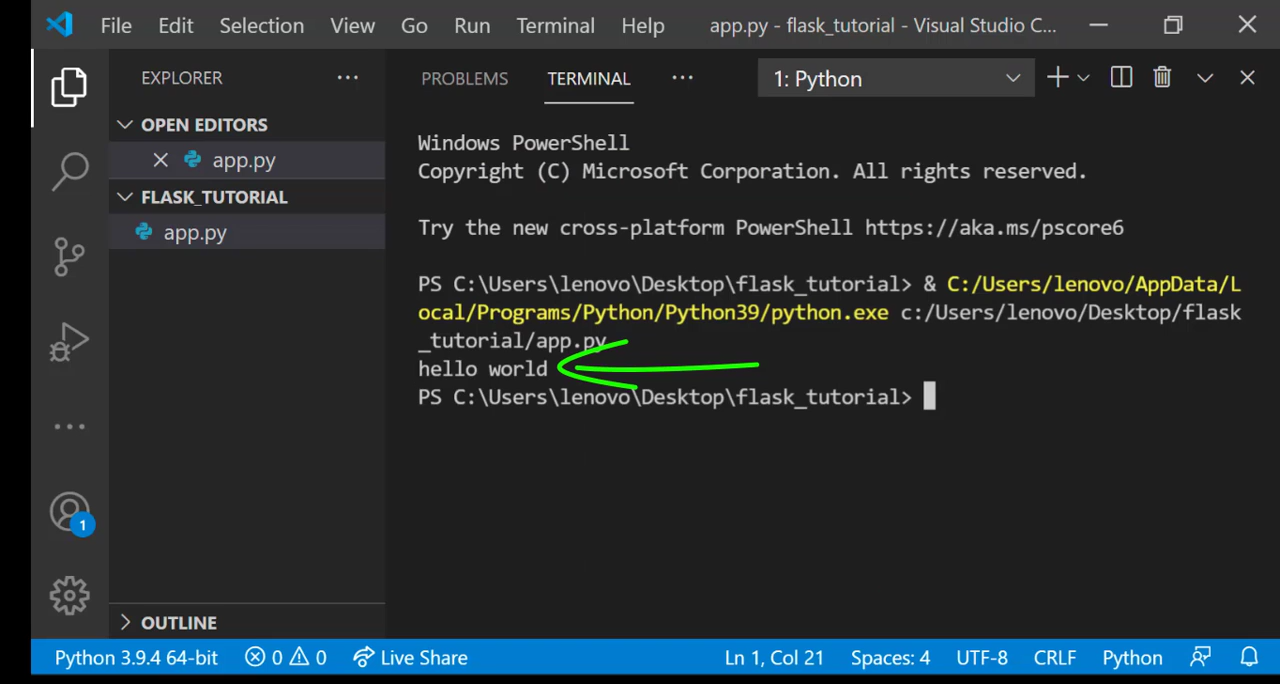 File Edit Selection View Go Run Terminal Help app.py - flask_tutorial - Visual Studio C...
EXPLORER ...
OPEN EDITORS
app.py
FLASK_TUTORIAL
app.py
OUTLINE
PROBLEMS TERMINAL ... 1: Python
Windows PowerShell
Copyright (C) Microsoft Corporation. All rights reserved.
Try the new cross-platform PowerShell https://aka.ms/pscore6
PS C:\Users\lenovo\Desktop\flask_tutorial> & C:/Users/lenovo/AppData/L
ocal/Programs/Python/Python39/python.exe c:/Users/lenovo/Desktop/flask
_tutorial/app.py
hello world
PS C:\Users\lenovo\Desktop\flask_tutorial>
1
Python 3.9.4 64-bit 0 0 Live Share Ln 1, Col 21 Spaces: 4 UTF-8 CRLF Python